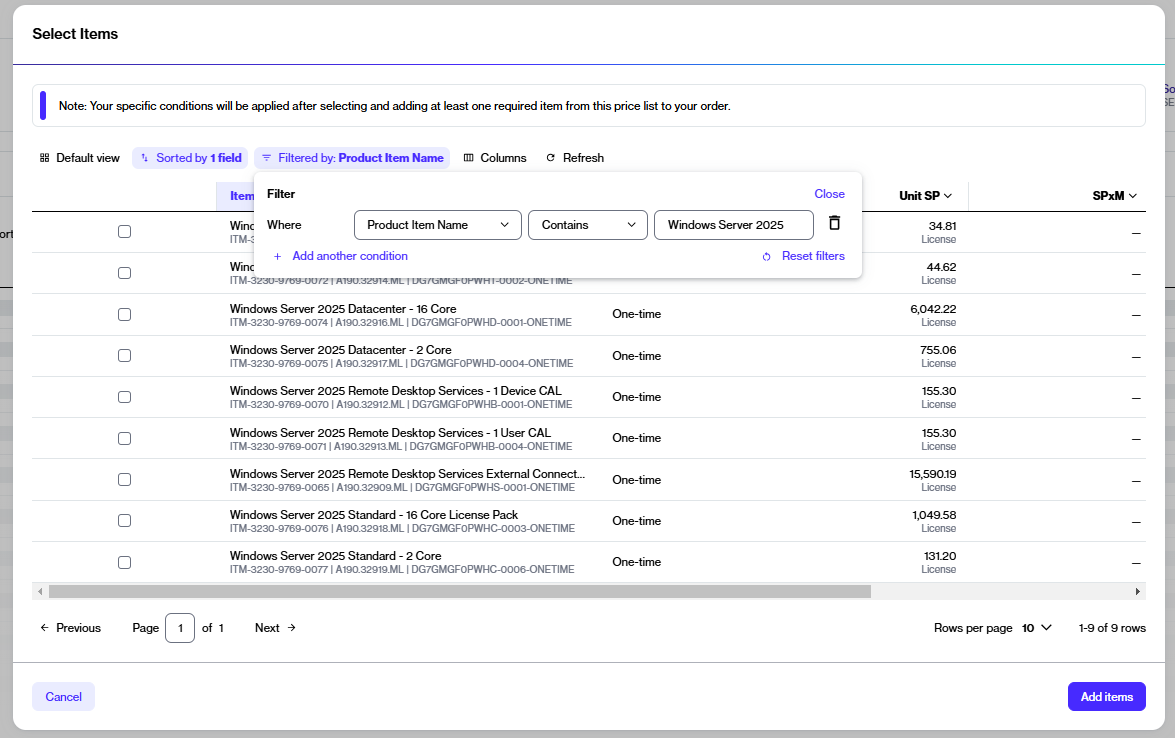 Select Items
Note: Your specific conditions will be applied after selecting and adding at least one required item from this price list to your order.
Default view Sorted by 1 field Filtered by: Product Item Name Columns Refresh
Item Unit SP SPxM
Filter Close
Where Product Item Name Contains Windows Server 2025
+ Add another condition Reset filters
34.81 —
License
44.62 —
ITM-3230-9769-0072 | A190.32914.ML | DG7GMGF0PWHT-0002-ONETIME License
Windows Server 2025 Datacenter - 16 Core One-time 6,042.22 —
ITM-3230-9769-0074 | A190.32916.ML | DG7GMGF0PWHD-0001-ONETIME License
Windows Server 2025 Datacenter - 2 Core One-time 755.06 —
ITM-3230-9769-0075 | A190.32917.ML | DG7GMGF0PWHD-0004-ONETIME License
Windows Server 2025 Remote Desktop Services - 1 Device CAL One-time 155.30 —
ITM-3230-9769-0070 | A190.32912.ML | DG7GMGF0PWHB-0001-ONETIME License
Windows Server 2025 Remote Desktop Services - 1 User CAL One-time 155.30 —
ITM-3230-9769-0071 | A190.32913.ML | DG7GMGF0PWHB-0004-ONETIME License
Windows Server 2025 Remote Desktop Services External Connect... One-time 15,590.19 —
ITM-3230-9769-0065 | A190.32909.ML | DG7GMGF0PWHS-0001-ONETIME License
Windows Server 2025 Standard - 16 Core License Pack One-time 1,049.58 —
ITM-3230-9769-0076 | A190.32918.ML | DG7GMGF0PWHC-0003-ONETIME License
Windows Server 2025 Standard - 2 Core One-time 131.20 —
ITM-3230-9769-0077 | A190.32919.ML | DG7GMGF0PWHC-0006-ONETIME License
← Previous Page 1 of 1 Next → Rows per page 10 1-9 of 9 rows
Cancel Add items